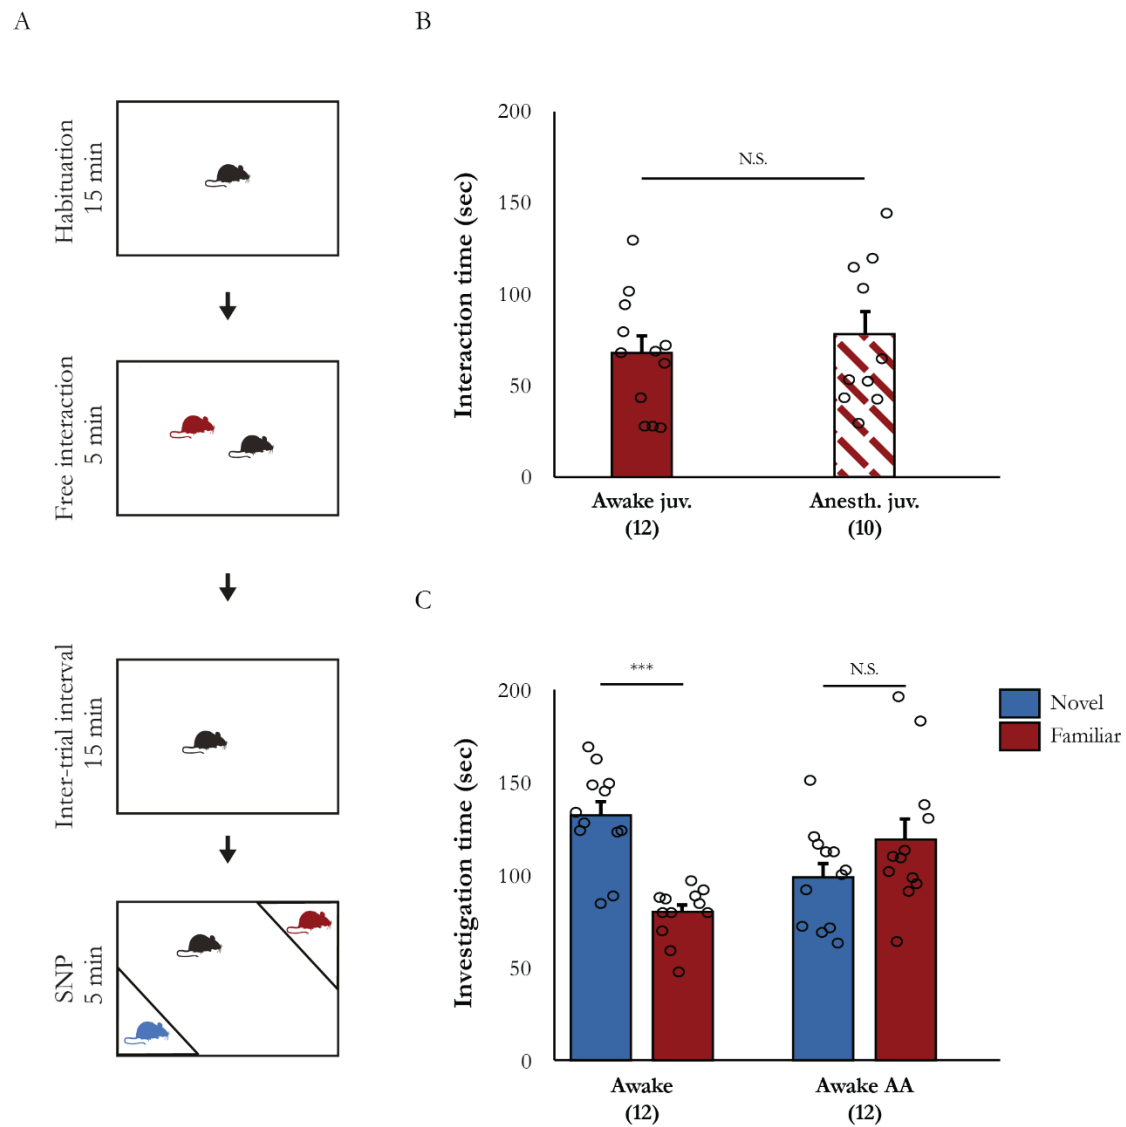 A
Habituation
15 min
Free interaction
5 min
Inter-trial interval
15 min
SNP
5 min
B
Interaction time (sec)
200
150
100
50
0
N.S.
Awake juv.
(12)
Anesth. juv.
(10)
C
Investigation time (sec)
200
150
100
50
0
***
N.S.
Novel
Familiar
Awake
(12)
Awake AA
(12)